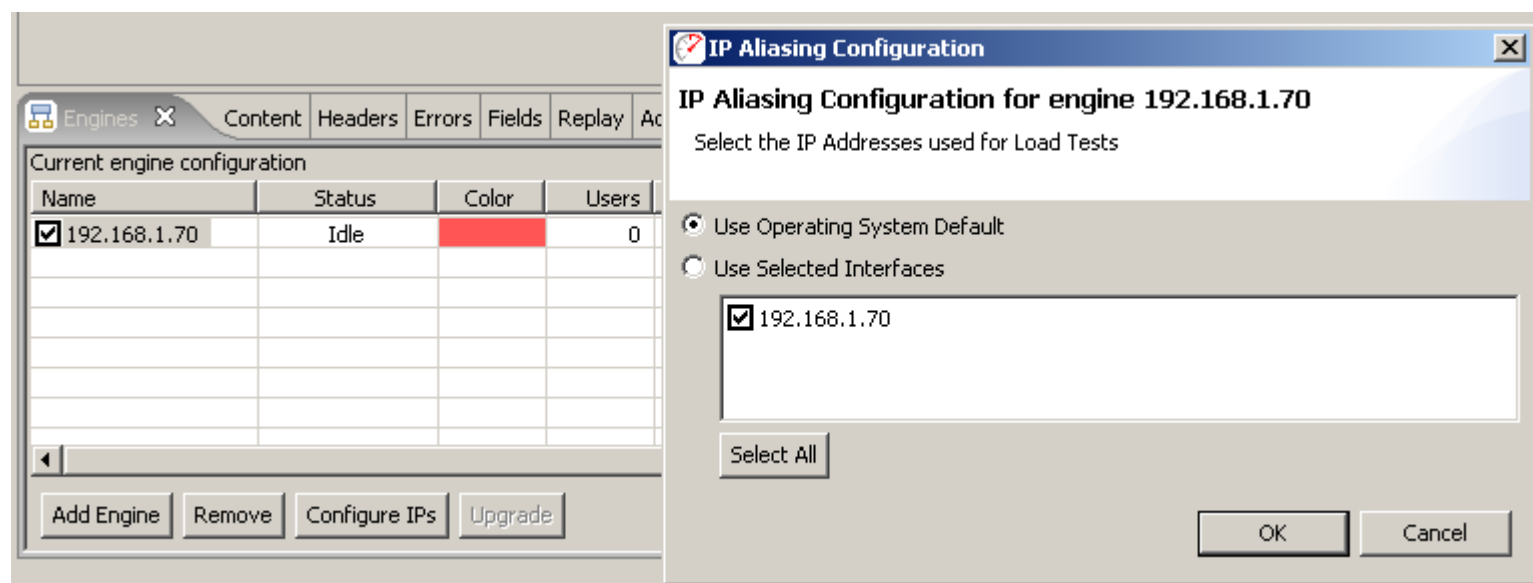 Engines
Content
Headers
Errors
Fields
Replay
Current engine configuration
Name Status Color Users
192.168.1.70 Idle 0
Add Engine
Remove
Configure IPs
Upgrade
IP Aliasing Configuration
IP Aliasing Configuration for engine 192.168.1.70
Select the IP Addresses used for Load Tests
Use Operating System Default
Use Selected Interfaces
192.168.1.70
Select All
OK
Cancel